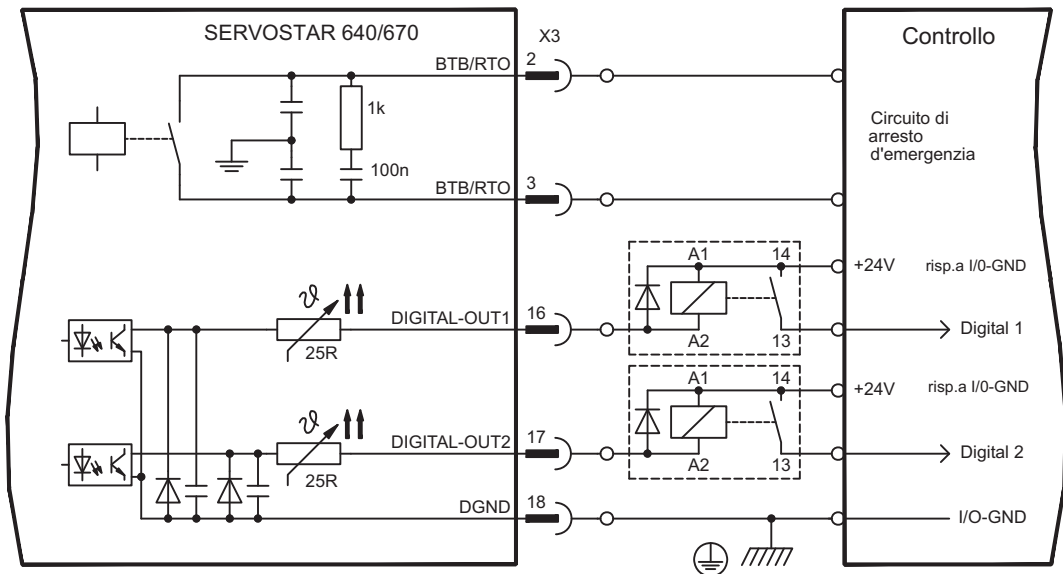 SERVOSTAR 640/670
X3
Controllo
BTB/RTO
2
1k
100n
Circuito di
arresto
d'emergenzia
BTB/RTO
3
A1
14
+24V
risp.a I/0-GND
ϑ
DIGITAL-OUT1
16
25R
A2
13
Digital 1
A1
14
+24V
risp.a I/0-GND
ϑ
DIGITAL-OUT2
17
25R
A2
13
Digital 2
DGND
18
I/O-GND